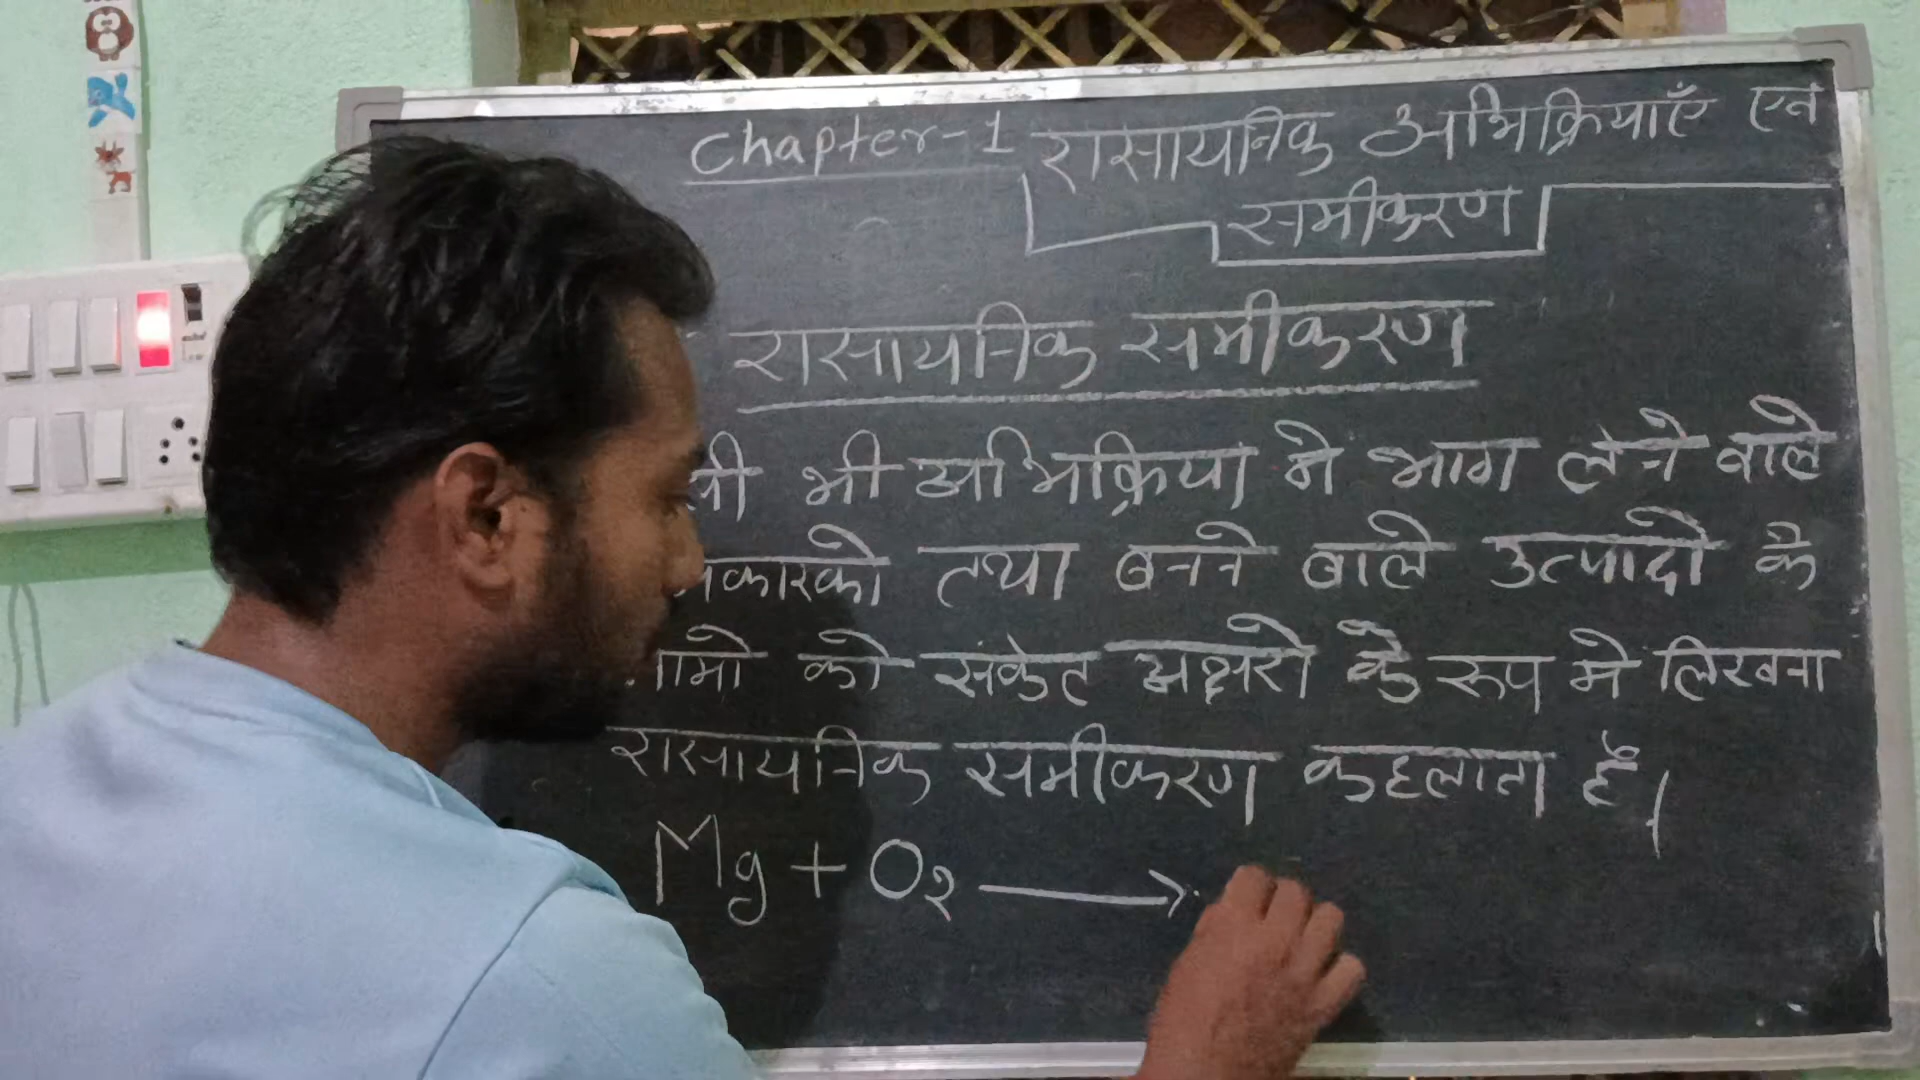 Chapter-1 रासायनिक अभिक्रियाएँ एवं
समीकरण
रासायनिक समीकरण
भी अभिक्रिया मे भाग लेने वाले
तथा बनने बाले उत्पादो के
को संकेत अक्षरो के रूप मे लिखना
रासायनिक समीकरण कहलाता है।
Mg + O₂ →